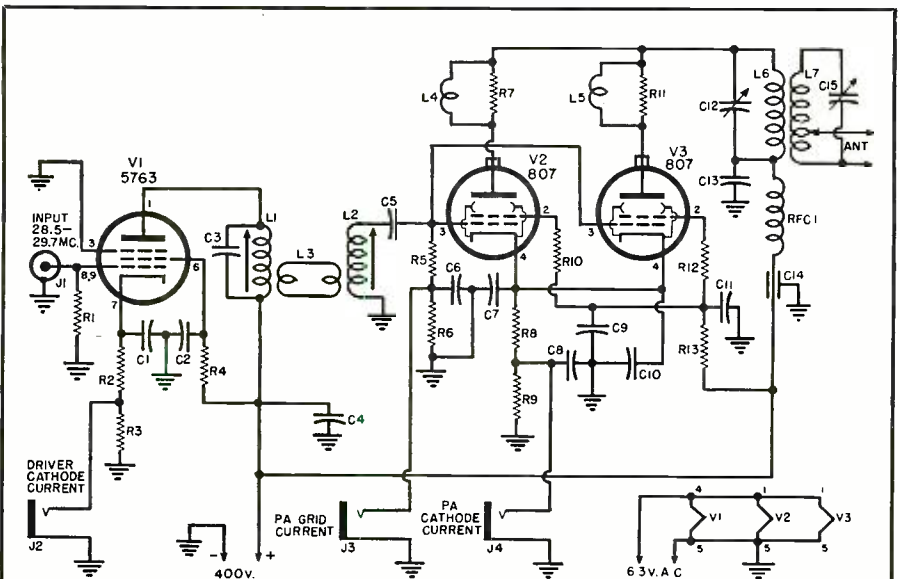 V1
5763
INPUT
28.5–
29.7MC.
J1
3
8,9
1
6
7
R1
C1
C2
R2
R3
R4
C3
L1
L3
L2
C4
C5
L4
R7
V2
807
3
2
4
L5
R11
V3
807
3
2
4
R5
R6
C6
C7
R8
R9
R10
C8
C9
C10
R12
R13
C11
C12
C13
L6
L7
C15
ANT
RFC1
C14
DRIVER
CATHODE
CURRENT
J2
– +
400V.
PA GRID
CURRENT
J3
PA
CATHODE
CURRENT
J4
4 1 1
V1 V2 V3
5 5 5
6.3V. A C